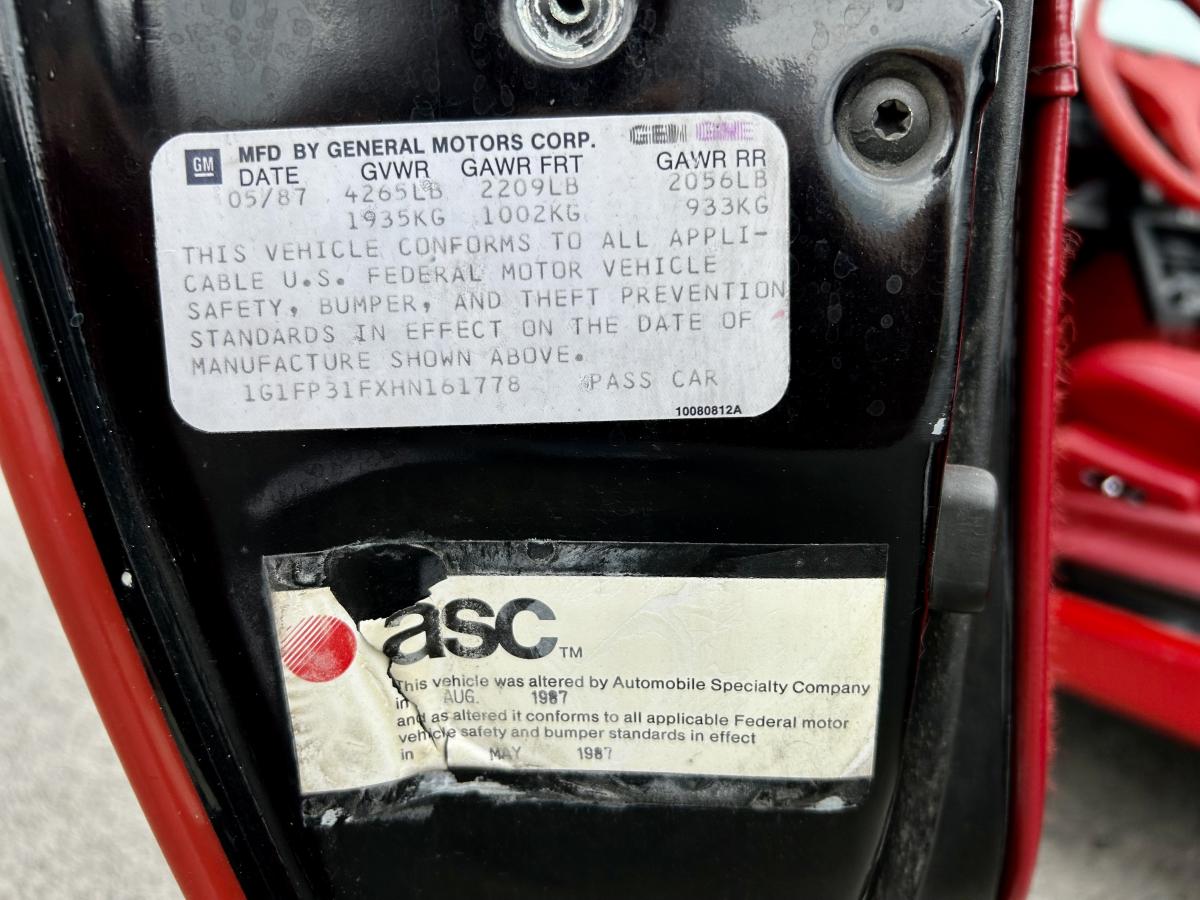 GM MFD BY GENERAL MOTORS CORP.
DATE GVWR GAWR FRT GAWR RR
05/87 4265LB 2209LB 2056LB
1935KG 1002KG 933KG
THIS VEHICLE CONFORMS TO ALL APPLI-
CABLE U.S. FEDERAL MOTOR VEHICLE
SAFETY, BUMPER, AND THEFT PREVENTION
STANDARDS IN EFFECT ON THE DATE OF
MANUFACTURE SHOWN ABOVE.
1G1FP31FXHN161778 PASS CAR
10080812A
asc TM
This vehicle was altered by Automobile Specialty Company
in AUG. 1987
and as altered it conforms to all applicable Federal motor
vehicle safety and bumper standards in effect
in MAY 1987